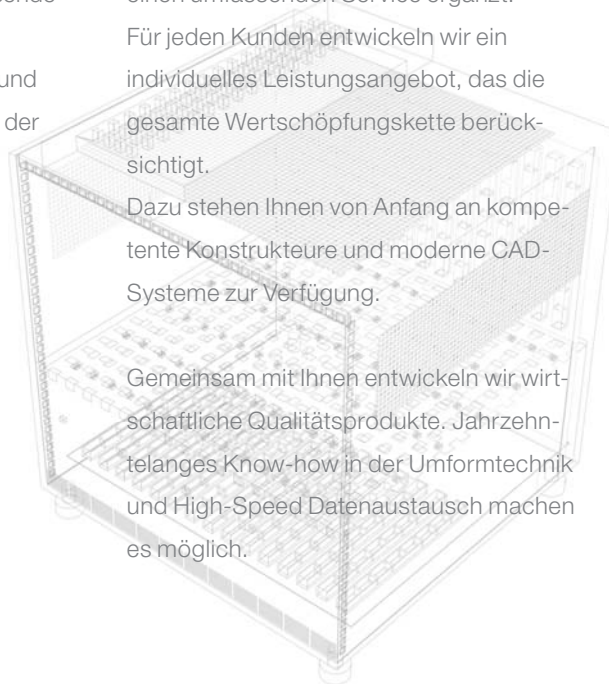 und
der
einen umfassenden Service ergänzt.
Für jeden Kunden entwickeln wir ein
individuelles Leistungsangebot, das die
gesamte Wertschöpfungskette berück-
sichtigt.
Dazu stehen Ihnen von Anfang an kompe-
tente Konstrukteure und moderne CAD-
Systeme zur Verfügung.
Gemeinsam mit Ihnen entwickeln wir wirt-
schaftliche Qualitätsprodukte. Jahrzehn-
telanges Know-how in der Umformtechnik
und High-Speed Datenaustausch machen
es möglich.